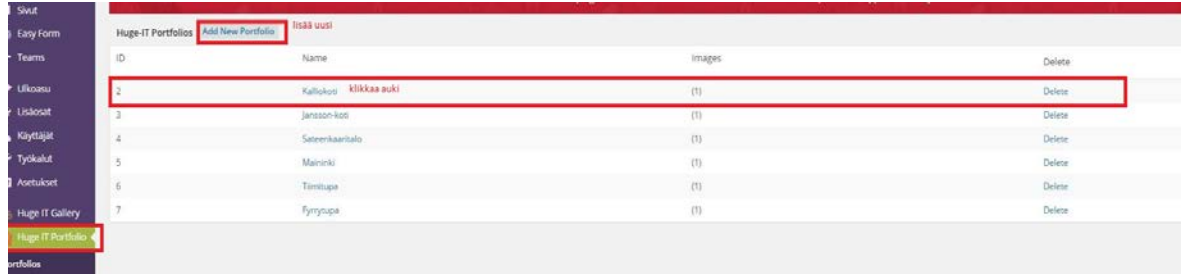 Sivut
Easy Form
Teams
Ulkoasu
Lisäosat
Käyttäjät
Työkalut
Asetukset
Huge IT Gallery
Huge IT Portfolio
ortfolios
Huge-IT Portfolios Add New Portfolio lisää uusi
ID Name Images Delete
2 Kalliokoti klikkaa auki (1) Delete
3 Jansson-koti (1) Delete
4 Sateenkaaritalo (1) Delete
5 Maininki (1) Delete
6 Tiimitupa (1) Delete
7 Fyrrytupa (1) Delete